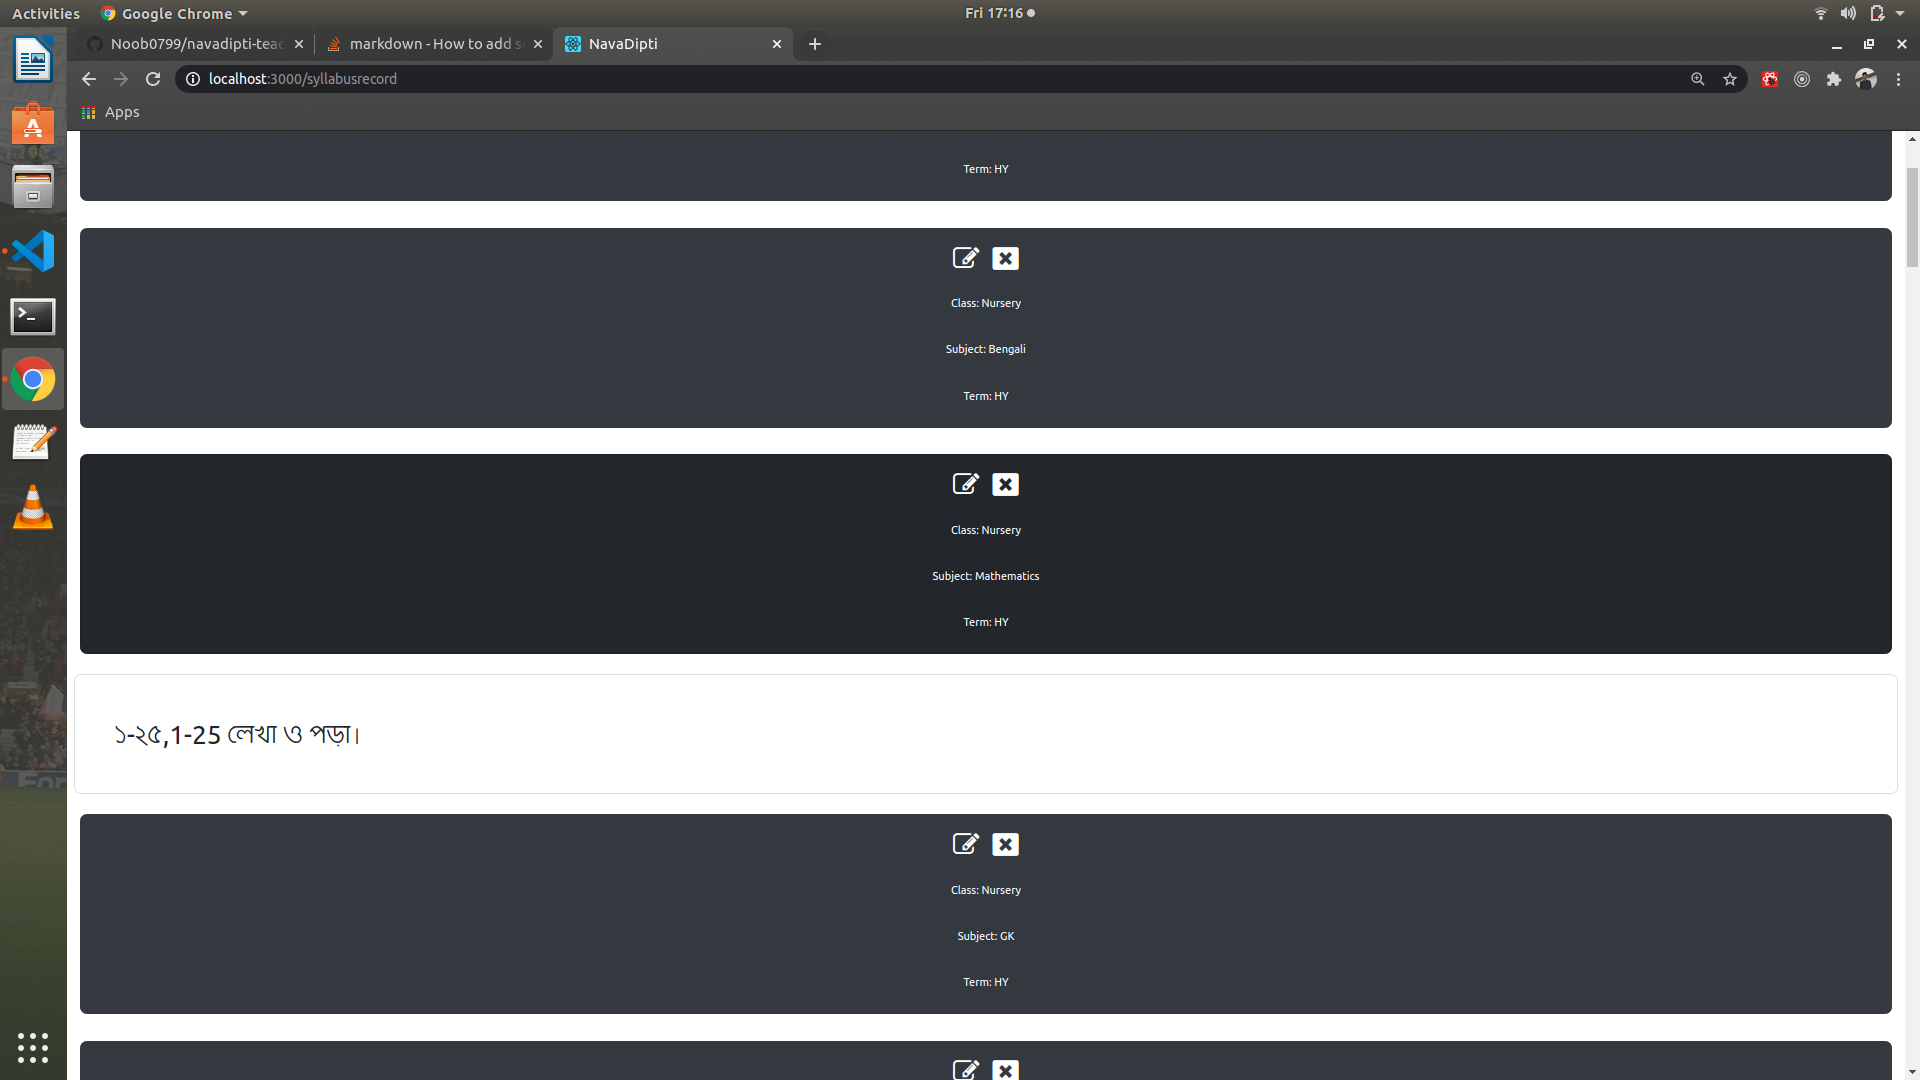 Activities
Google Chrome
Fri 17:16
Noob0799/navadipti-teac
markdown - How to add s
NavaDipti
localhost:3000/syllabusrecord
Apps
Term: HY
Class: Nursery
Subject: Bengali
Term: HY
Class: Nursery
Subject: Mathematics
Term: HY
১-২৫,1-25 লেখা ও পড়া।
Class: Nursery
Subject: GK
Term: HY